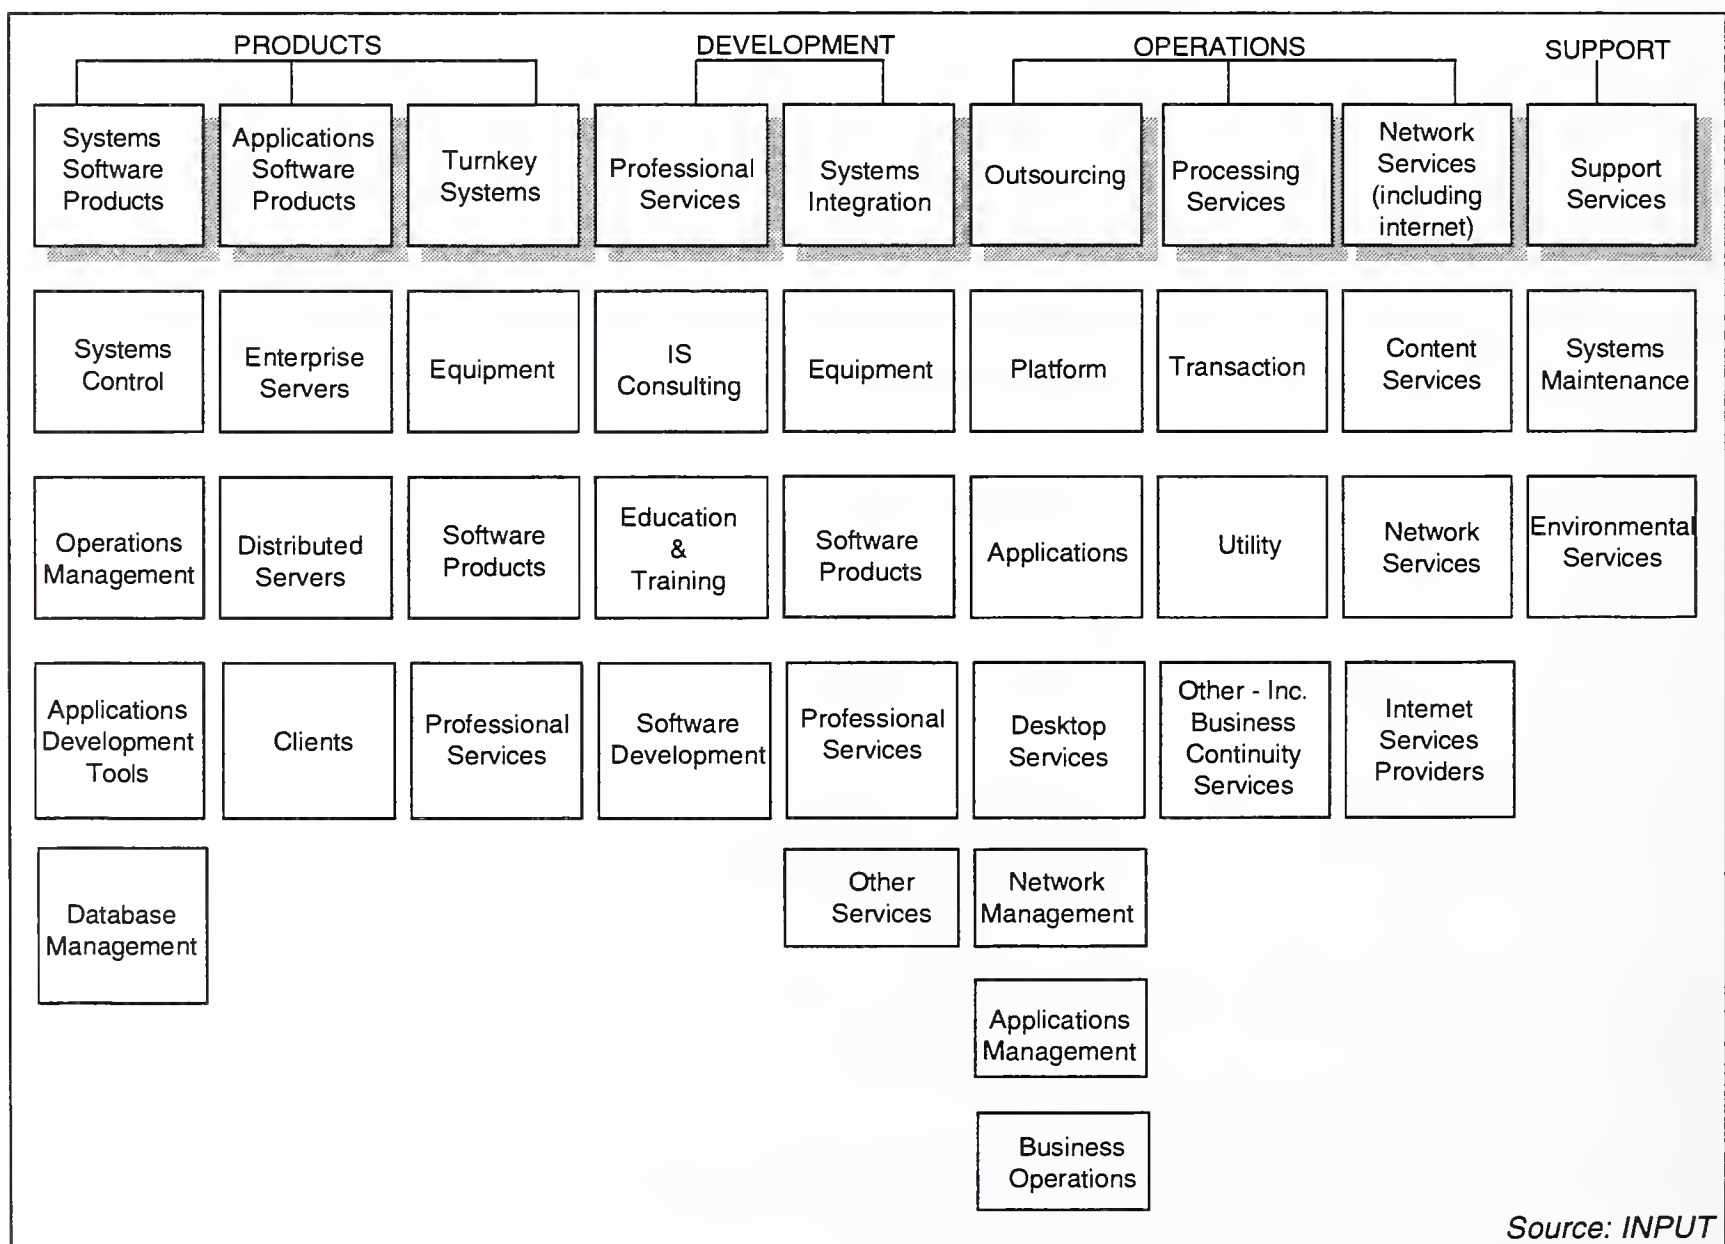 PRODUCTS
DEVELOPMENT
OPERATIONS
SUPPORT
Systems
Software
Products
Applications
Software
Products
Turnkey
Systems
Professional
Services
Systems
Integration
Outsourcing
Processing
Services
Network
Services
(including
internet)
Support
Services
Systems
Control
Enterprise
Servers
Equipment
IS
Consulting
Equipment
Platform
Transaction
Content
Services
Systems
Maintenance
Operations
Management
Distributed
Servers
Software
Products
Education
&
Training
Software
Products
Applications
Utility
Network
Services
Environmental
Services
Applications
Development
Tools
Clients
Professional
Services
Software
Development
Professional
Services
Desktop
Services
Other - Inc.
Business
Continuity
Services
Internet
Services
Providers
Database
Management
Other
Services
Network
Management
Applications
Management
Business
Operations
Source: INPUT